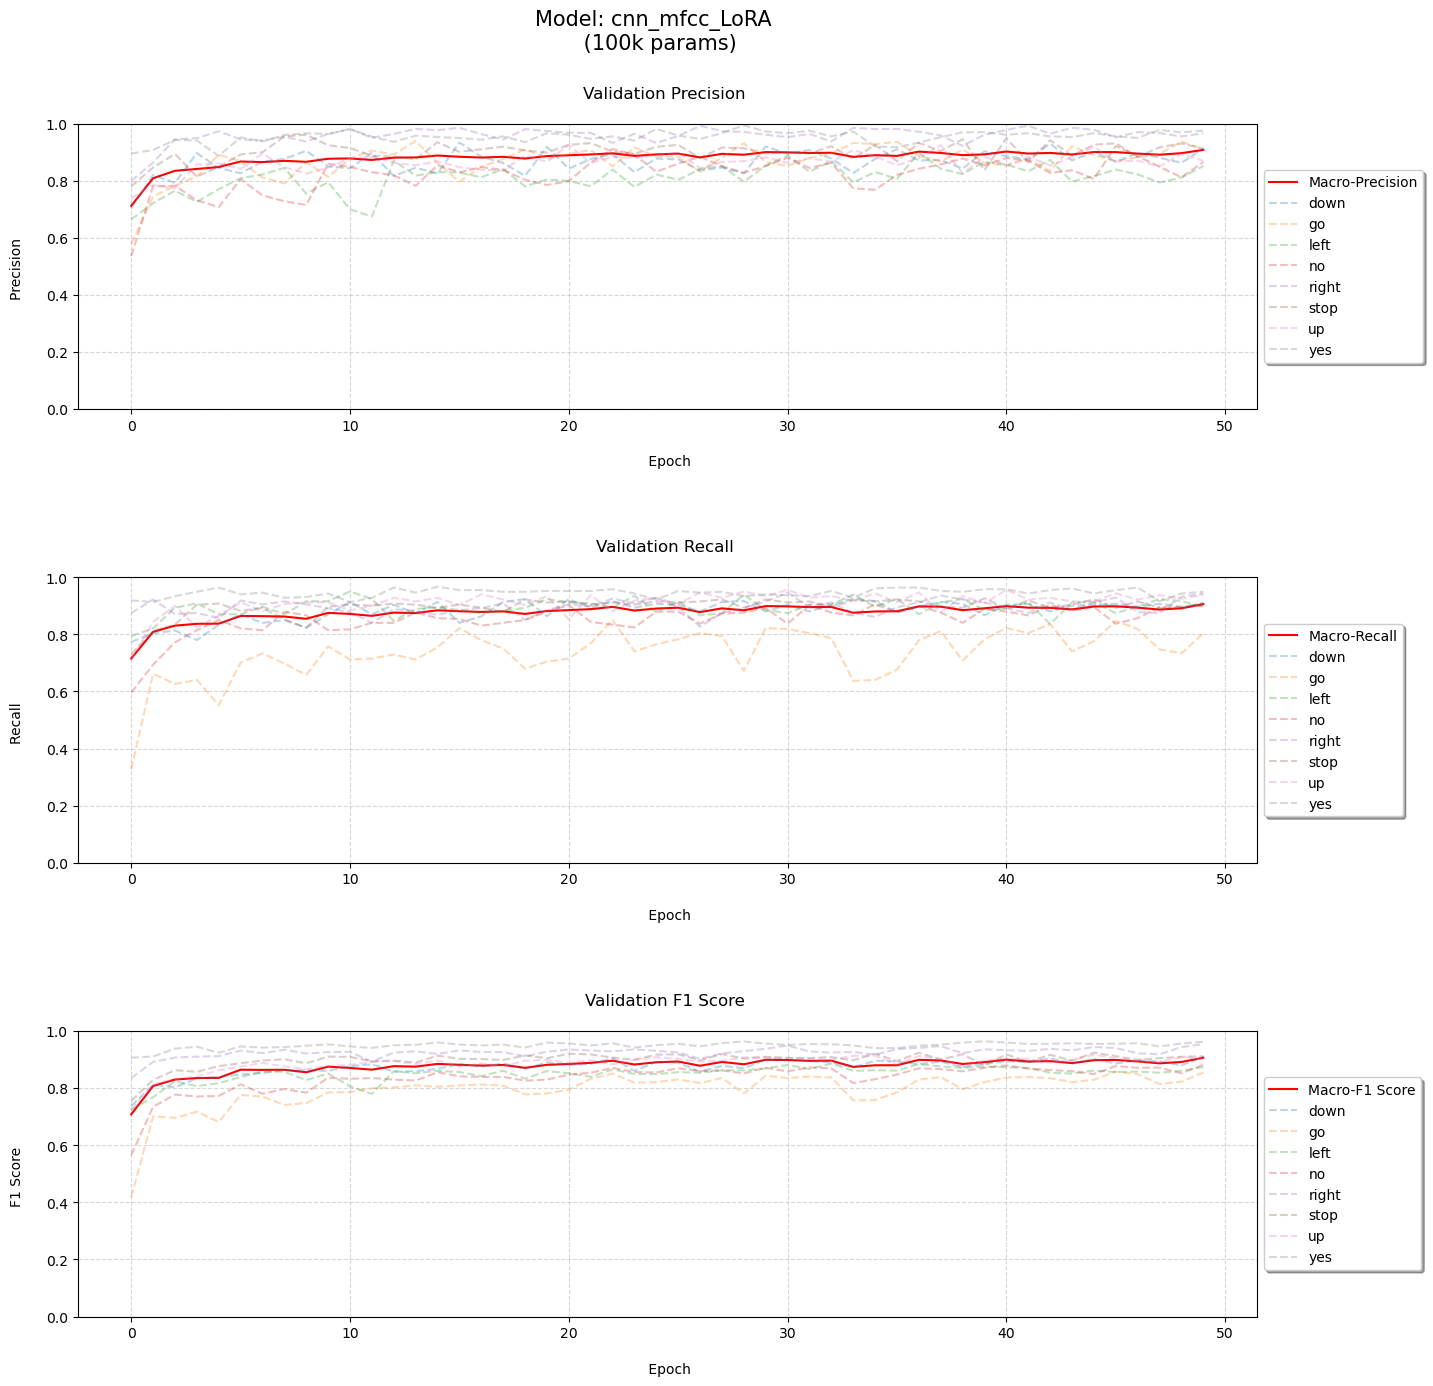 Model: cnn_mfcc_LoRA
(100k params)
Validation Precision
1.0
0.8
0.6
0.4
0.2
0.0
Precision
0
10
20
30
40
50
Epoch
Macro-Precision
down
go
left
no
right
stop
up
yes
Validation Recall
1.0
0.8
0.6
0.4
0.2
0.0
Recall
0
10
20
30
40
50
Epoch
Macro-Recall
down
go
left
no
right
stop
up
yes
Validation F1 Score
1.0
0.8
0.6
0.4
0.2
0.0
F1 Score
0
10
20
30
40
50
Epoch
Macro-F1 Score
down
go
left
no
right
stop
up
yes